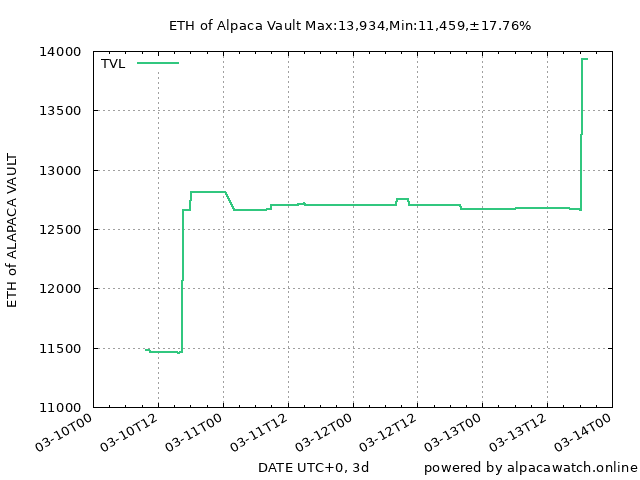 ETH of Alpaca Vault Max:13,934,Min:11,459,±17.76%
TVL
14000
13500
13000
12500
12000
11500
11000
ETH of ALAPACA VAULT
03-10T00
03-10T12
03-11T00
03-11T12
03-12T00
03-12T12
03-13T00
03-13T12
03-14T00
DATE UTC+0, 3d
powered by alpacawatch.online